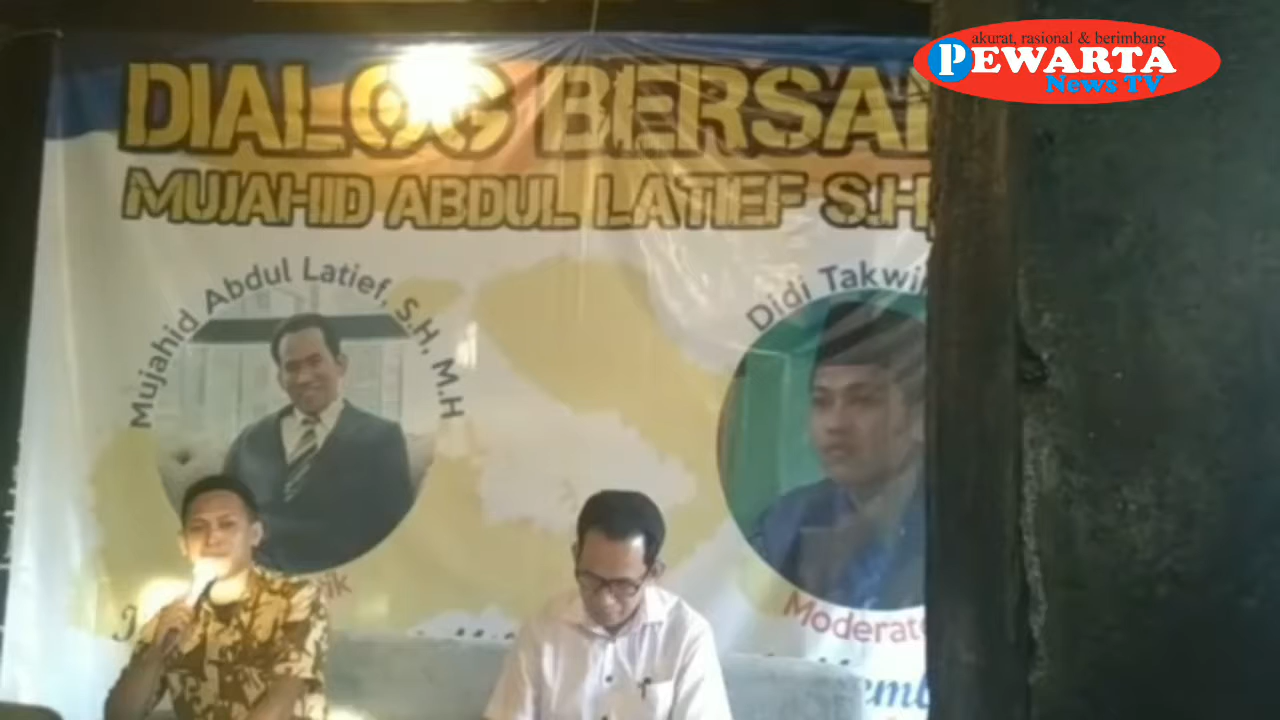 akurat, rasional & berimbang
PEWARTA
News TV
DIALOG BERSA
MUJAHID ABDUL LATIEF S.H,
Mujahid Abdul Latief, S.H, M.H
Didi Takwi
Moderat